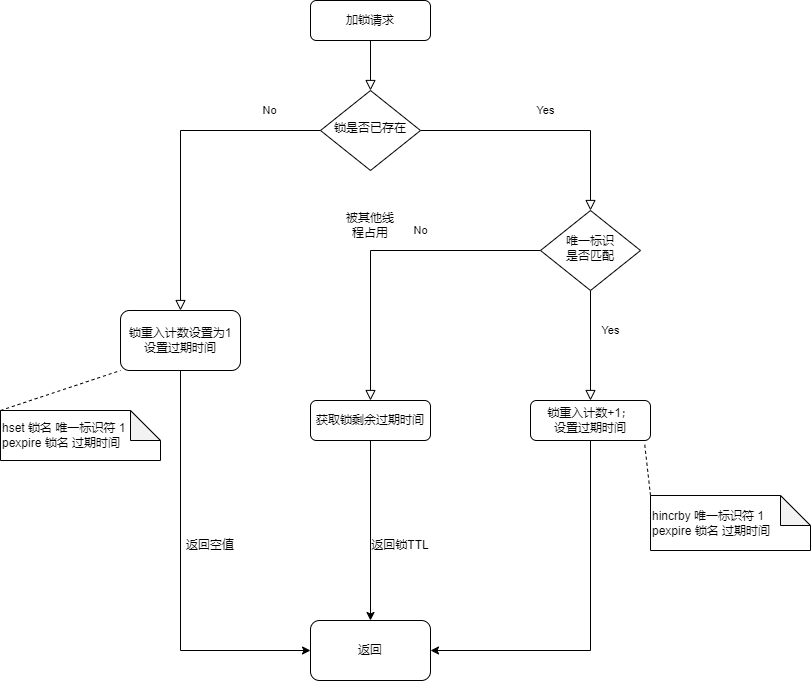 加锁请求
No
Yes
锁是否已存在
被其他线
程占用
No
唯一标识
是否匹配
Yes
锁重入计数设置为1
设置过期时间
hset 锁名 唯一标识符 1
pexpire 锁名 过期时间
获取锁剩余过期时间
锁重入计数+1；
设置过期时间
hincrby 唯一标识符 1
pexpire 锁名 过期时间
返回空值
返回锁TTL
返回